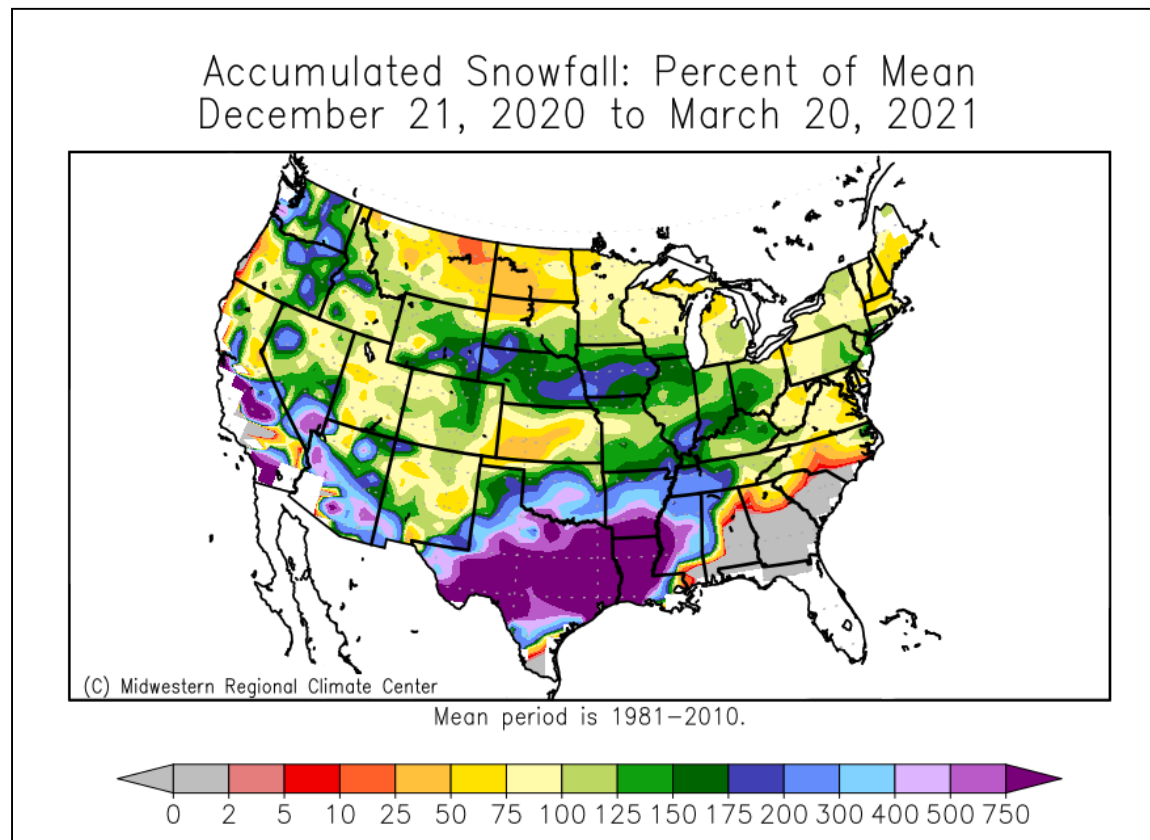 Accumulated Snowfall: Percent of Mean
December 21, 2020 to March 20, 2021
(C) Midwestern Regional Climate Center
Mean period is 1981-2010.
0 2 5 10 25 50 75 100 125 150 175 200 300 400 500 750